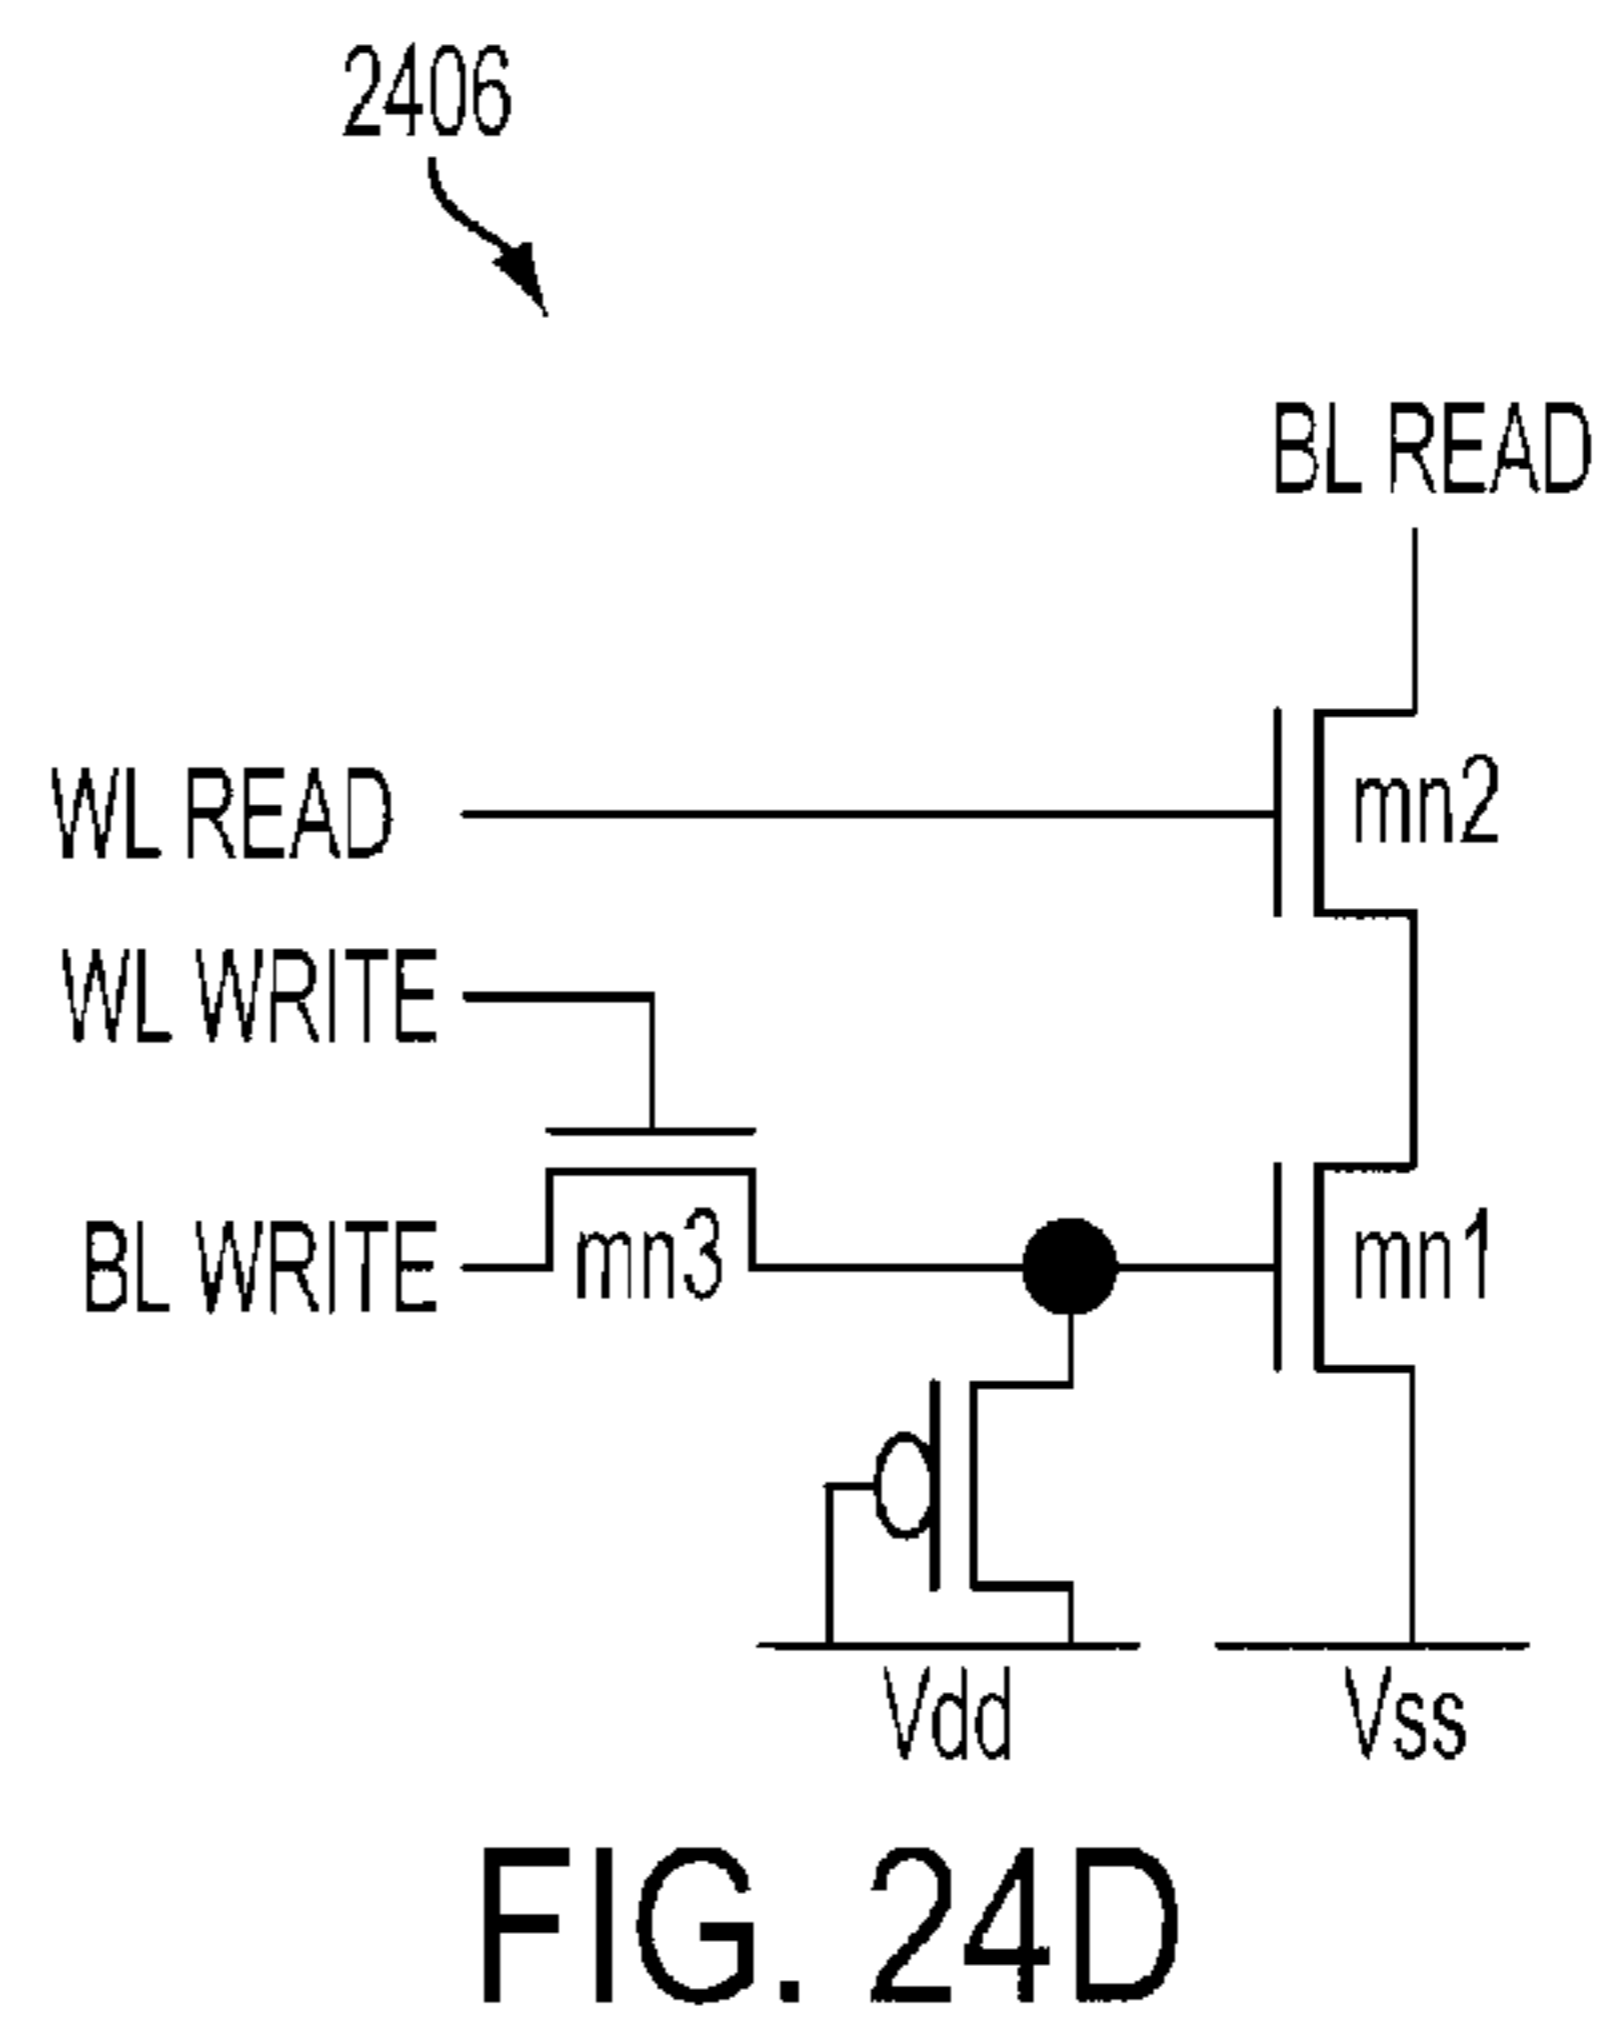 2406
BL READ
WL READ
mn2
WL WRITE
BL WRITE
mn3
mn1
Vdd
Vss
FIG. 24D